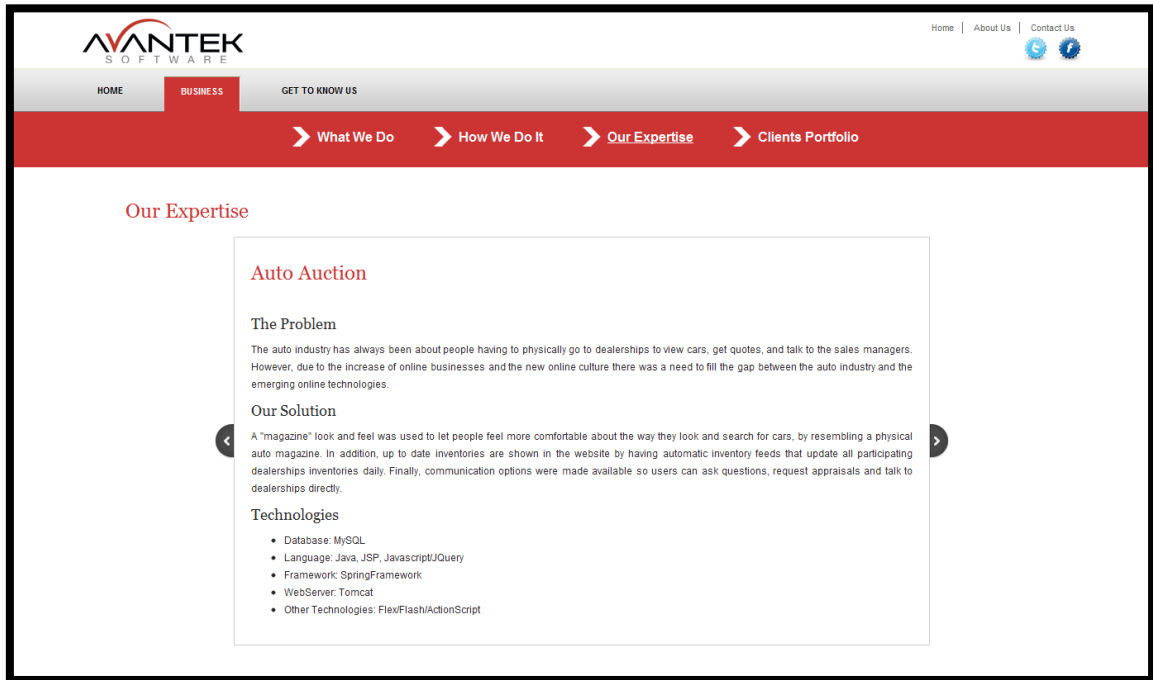 AVANTEK
SOFTWARE
Home | About Us | Contact Us
HOME BUSINESS GET TO KNOW US
What We Do How We Do It Our Expertise Clients Portfolio
Our Expertise
Auto Auction
The Problem
The auto industry has always been about people having to physically go to dealerships to view cars, get quotes, and talk to the sales managers.
However, due to the increase of online businesses and the new online culture there was a need to fill the gap between the auto industry and the
emerging online technologies.
Our Solution
A "magazine" look and feel was used to let people feel more comfortable about the way they look and search for cars, by resembling a physical
auto magazine. In addition, up to date inventories are shown in the website by having automatic inventory feeds that update all participating
dealerships inventories daily. Finally, communication options were made available so users can ask questions, request appraisals and talk to
dealerships directly.
Technologies
• Database: MySQL
• Language: Java, JSP, Javascript/JQuery
• Framework: SpringFramework
• WebServer: Tomcat
• Other Technologies: Flex/Flash/ActionScript